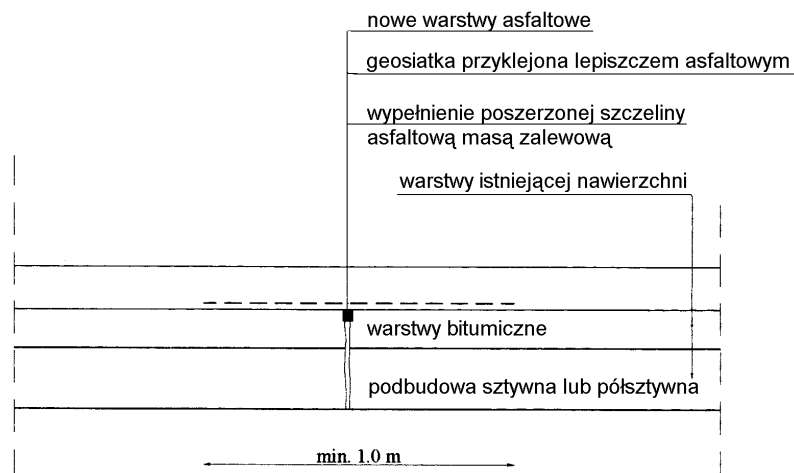 nowe warstwy asfaltowe
geosiatka przyklejona lepiszczem asfaltowym
wypełnienie poszerzonej szczeliny
asfaltową masą zalewową
warstwy istniejącej nawierzchni
warstwy bitumiczne
podbudowa sztywna lub półsztywna
min. 1.0 m